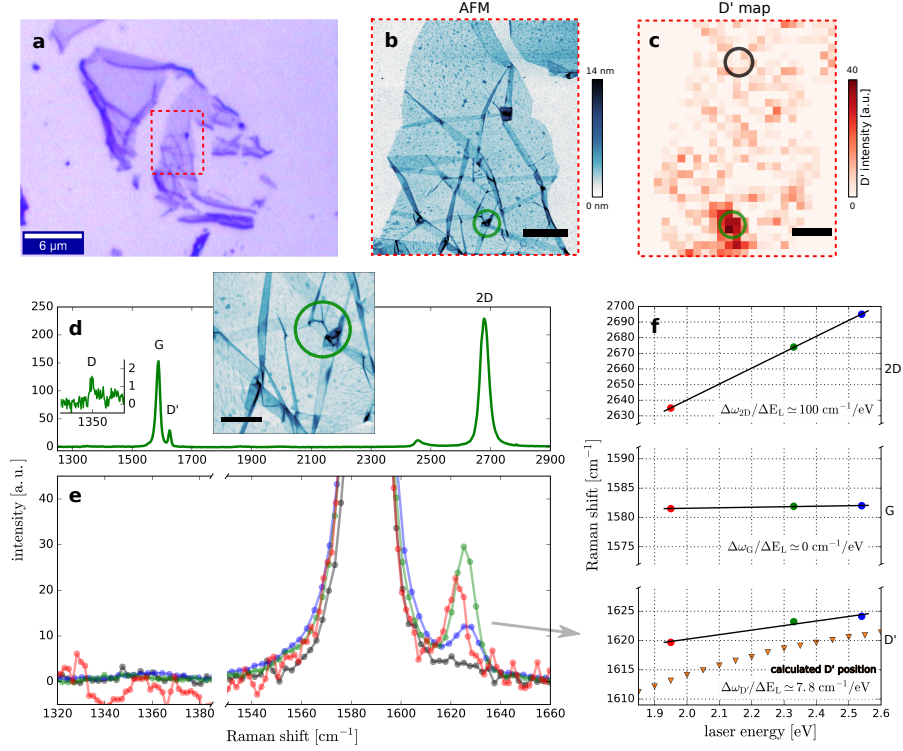 AFM
D' map
a
6 µm
b
14 nm
0 nm
c
40
D' intensity [a.u.]
0
d
250
200
150
100
50
0
D
2
1
0
1350
G
D'
2D
1300
1500
1700
1900
2100
2300
2500
2700
2900
intensity [a. u.]
e
40
30
20
10
0
1320
1340
1360
1380
1540
1560
1580
1600
1620
1640
1660
Raman shift [cm⁻¹]
f
2700
2690
2680
2670
2660
2650
2640
2630
2D
Δω2D/ΔEL ≃ 100 cm⁻¹/eV
1590
1585
1580
1575
G
ΔωG/ΔEL ≃ 0 cm⁻¹/eV
Raman shift [cm⁻¹]
1625
1620
1615
1610
D'
calculated D' position
ΔωD'/ΔEL ≃ 7.8 cm⁻¹/eV
2.0
2.1
2.2
2.3
2.4
2.5
2.6
laser energy [eV]